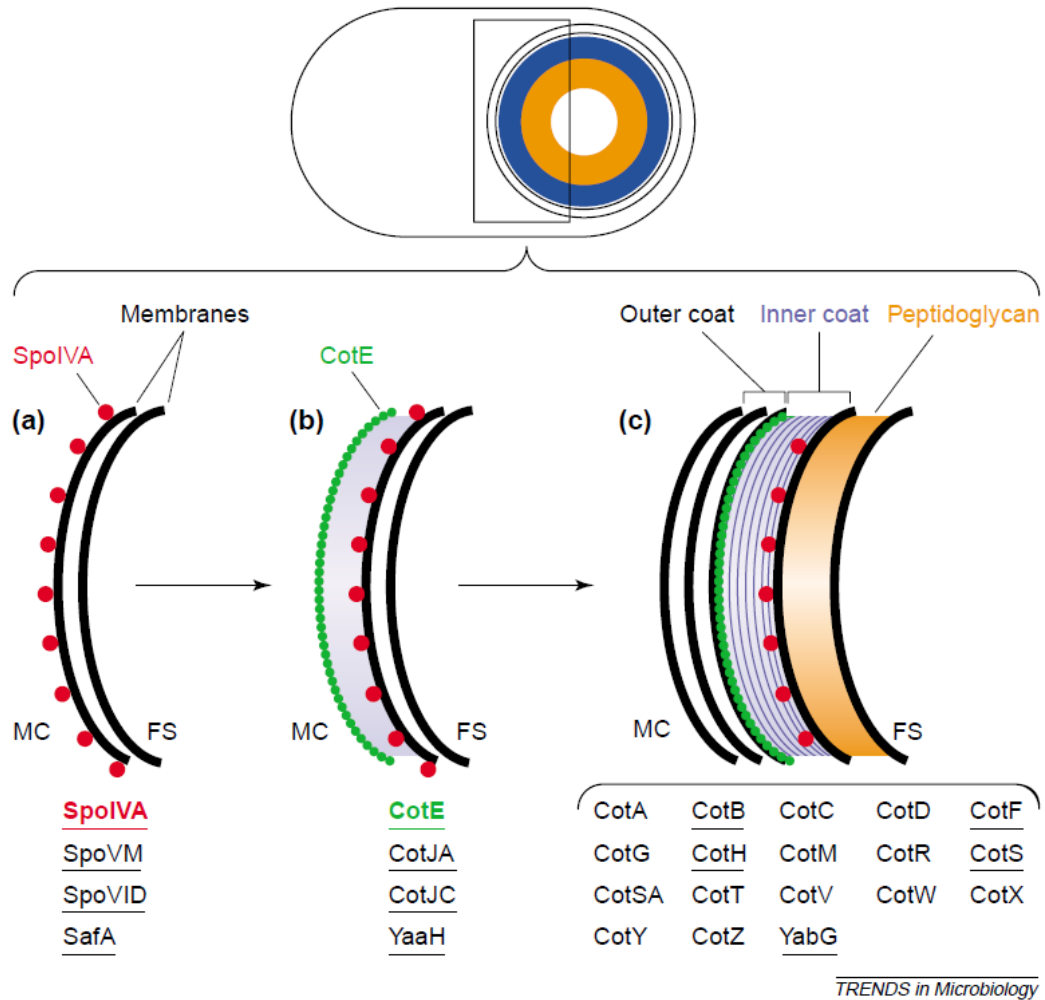 Membranes
SpoIVA
CotE
Outer coat Inner coat Peptidoglycan
(a) (b) (c)
MC FS MC FS MC FS
SpoIVA
SpoVM
SpoVID
SafA
CotE
CotJA
CotJC
YaaH
CotA CotB CotC CotD CotF
CotG CotH CotM CotR CotS
CotSA CotT CotV CotW CotX
CotY CotZ YabG
TRENDS in Microbiology